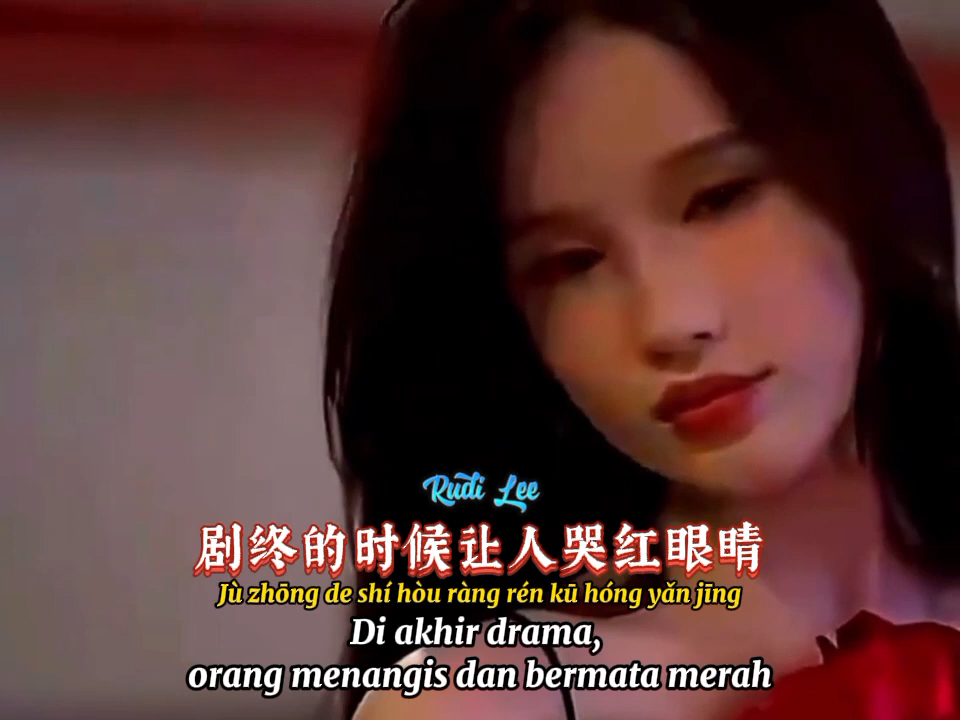 Rudi Lee
剧终的时候让人哭红眼睛
Jù zhōng de shí hòu ràng rén kū hóng yǎn jīng
Di akhir drama,
orang menangis dan bermata merah